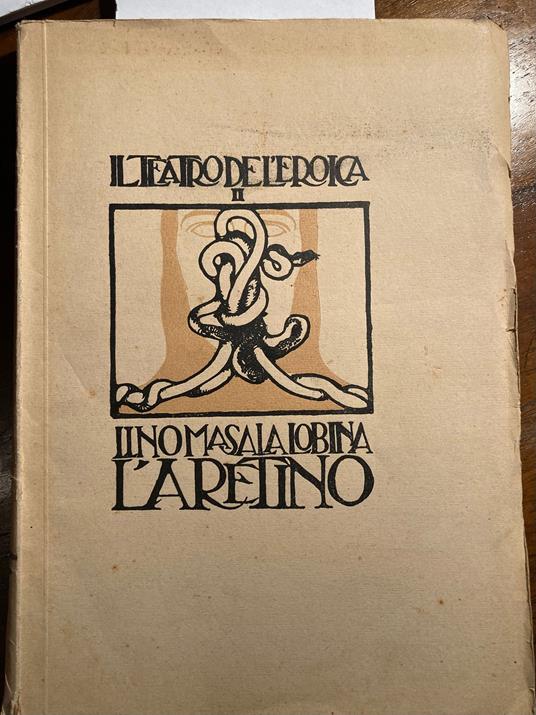 IL TEATRO DE L'EROICA
II
LINO MASALA LOBINA
L'ARETINO